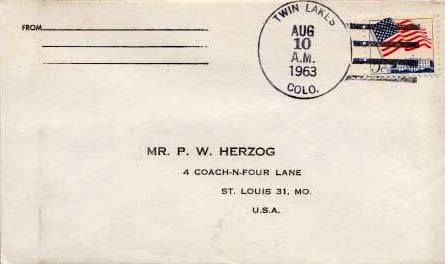 FROM
TWIN LAKES
AUG
10
A.M.
1963
COLO.
MR. P. W. HERZOG
4 COACH-N-FOUR LANE
ST. LOUIS 31, MO.
U.S.A.